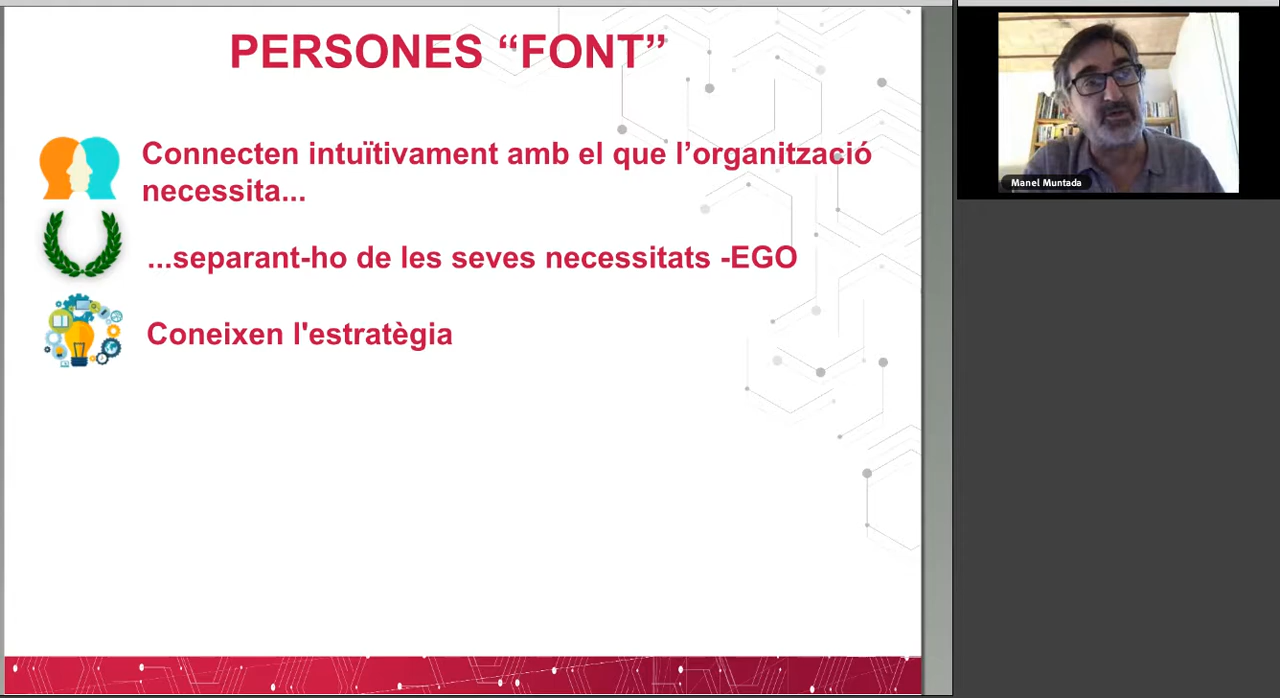 PERSONES “FONT”
Connecten intuïtivament amb el que l’organització
necessita...
...separant-ho de les seves necessitats -EGO
Coneixen l'estratègia
Manel Muntada